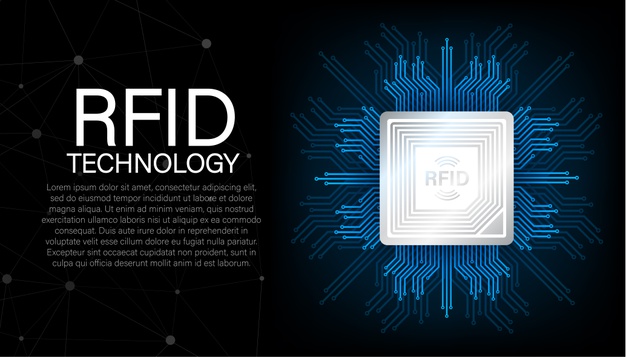 RFID
TECHNOLOGY
Lorem ipsum dolor sit amet, consectetur adipiscing elit,
sed do eiusmod tempor incididunt ut labore et dolore
magna aliqua. Ut enim ad minim veniam, quis nostrud
exercitation ullamco laboris nisi ut aliquip ex ea commodo
consequat. Duis aute irure dolor in reprehenderit in
voluptate velit esse cillum dolore eu fugiat nulla pariatur.
Excepteur sint occaecat cupidatat non proident, sunt in
culpa qui officia deserunt mollit anim id est laborum.
RFID